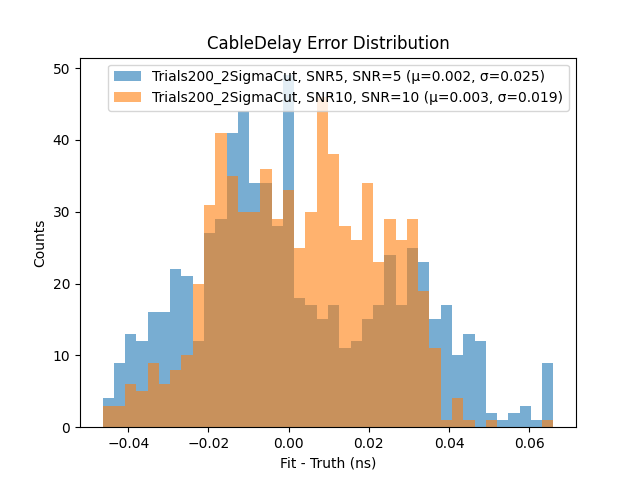 CableDelay Error Distribution
Trials200_2SigmaCut, SNR5, SNR=5 (μ=0.002, σ=0.025)
Trials200_2SigmaCut, SNR10, SNR=10 (μ=0.003, σ=0.019)
50
40
30
20
10
0
Counts
−0.04
−0.02
0.00
0.02
0.04
0.06
Fit - Truth (ns)